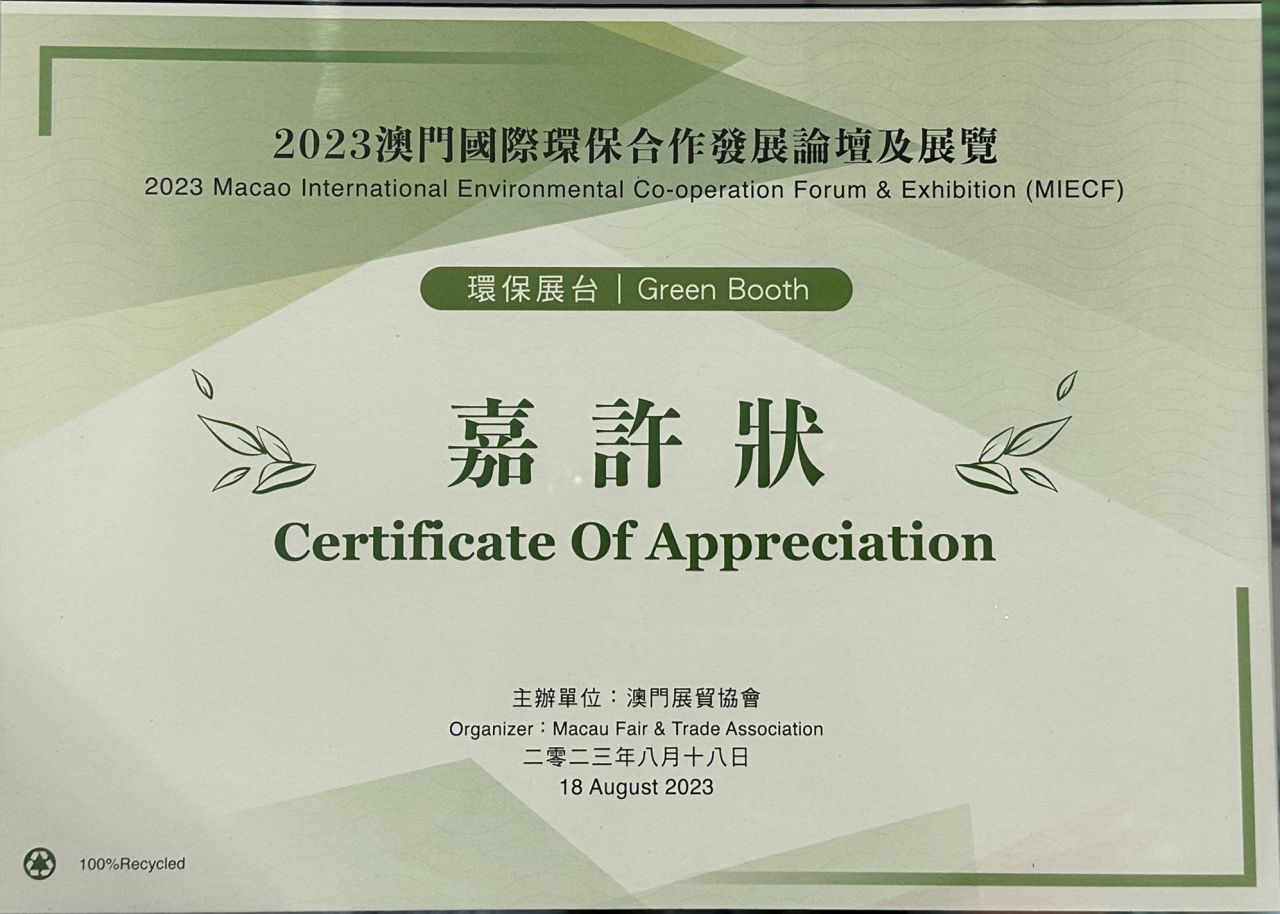 2023澳門國際環保合作發展論壇及展覽
2023 Macao International Environmental Co-operation Forum & Exhibition (MIECF)
環保展台 | Green Booth
嘉許狀
Certificate Of Appreciation
主辦單位：澳門展貿協會
Organizer：Macau Fair & Trade Association
二零二三年八月十八日
18 August 2023
100%Recycled